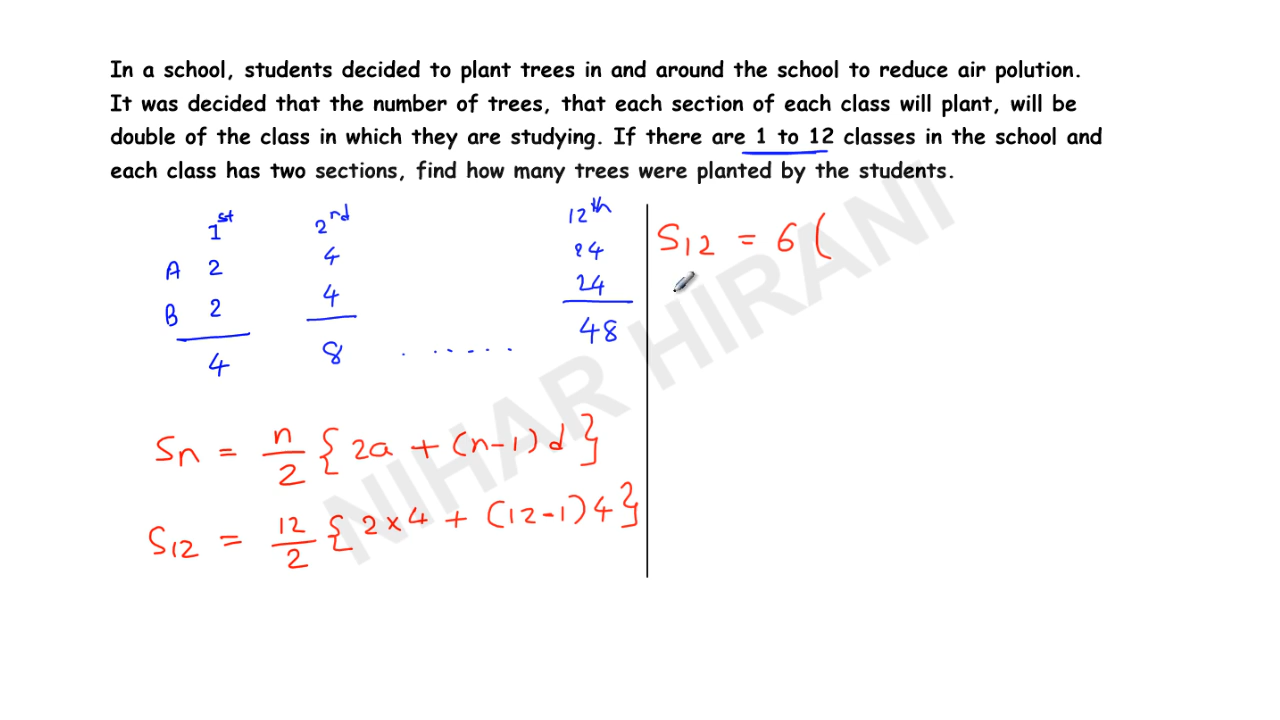 In a school, students decided to plant trees in and around the school to reduce air polution.
It was decided that the number of trees, that each section of each class will plant, will be
double of the class in which they are studying. If there are 1 to 12 classes in the school and
each class has two sections, find how many trees were planted by the students.
1st 2nd 12th
A 2 4 24
B 2 4 24
4 8 ...... 48
Sn = n/2 { 2a + (n-1) d }
S12 = 12/2 { 2 × 4 + (12-1) 4 }
S12 = 6 (
NIHAR HIRANI